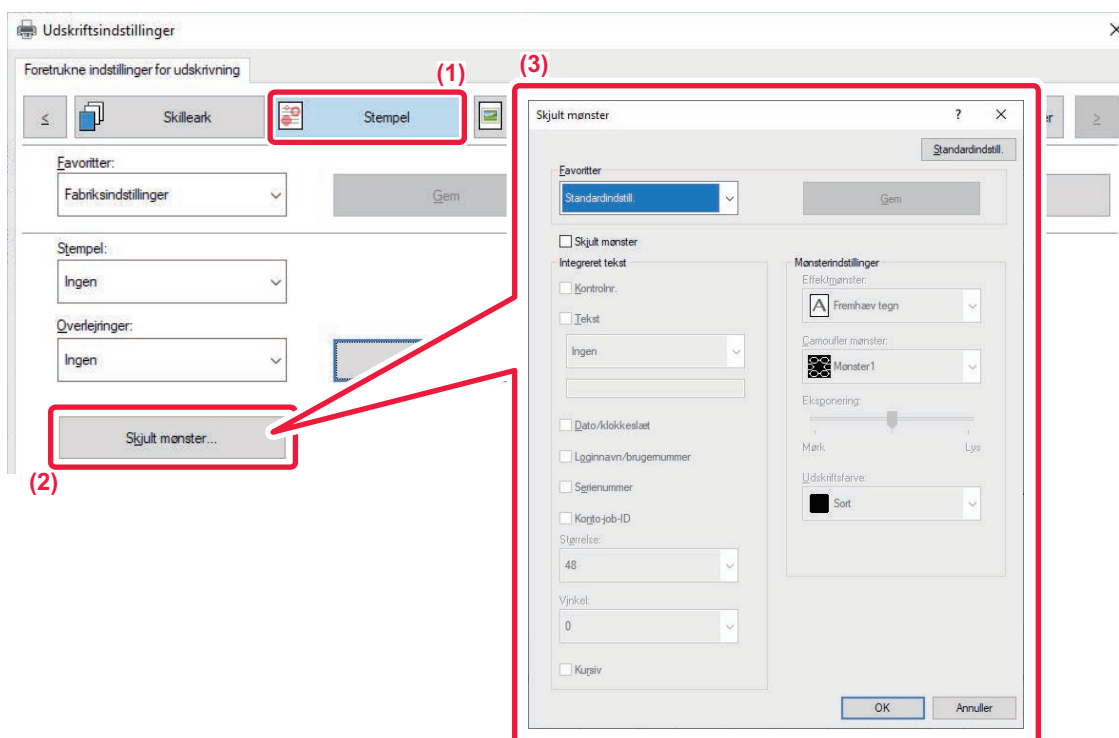 Udskriftsindstillinger
Foretrukne indstillinger for udskrivning
(1)
(3)
<
Skilleark
Stempel
er
>
Favoritter:
Fabriksindstillinger
Gem
Stempel:
Ingen
Overlejringer:
Ingen
Skjult mønster...
(2)
Skjult mønster
?
Standardindstill.
Favoritter
Standardindstill.
Gem
Skjult mønster
Integreret tekst
Kontrolnr.
Tekst
Ingen
Dato/klokkeslæt
Loginnavn/brugernummer
Serienummer
Konto-job-ID
Størrelse:
48
Vinkel:
0
Kursiv
Mønsterindstillinger
Effektmønster:
A Fremhæv tegn
Camoufler mønster:
Mønster1
Eksponering:
Mørk Lys
Udskriftsfarve:
Sort
OK Annuller